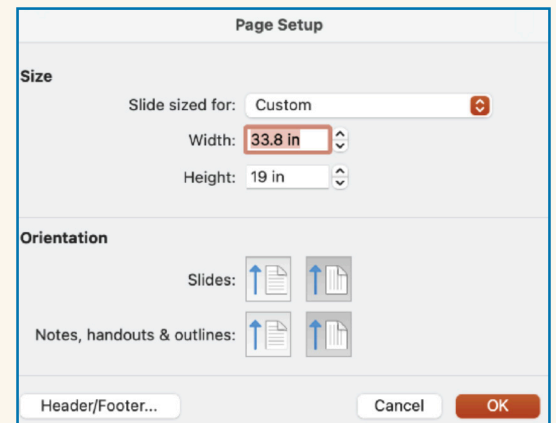 Page Setup
Size
Slide sized for: Custom
Width: 33.8 in
Height: 19 in
Orientation
Slides:
Notes, handouts & outlines:
Header/Footer... Cancel OK